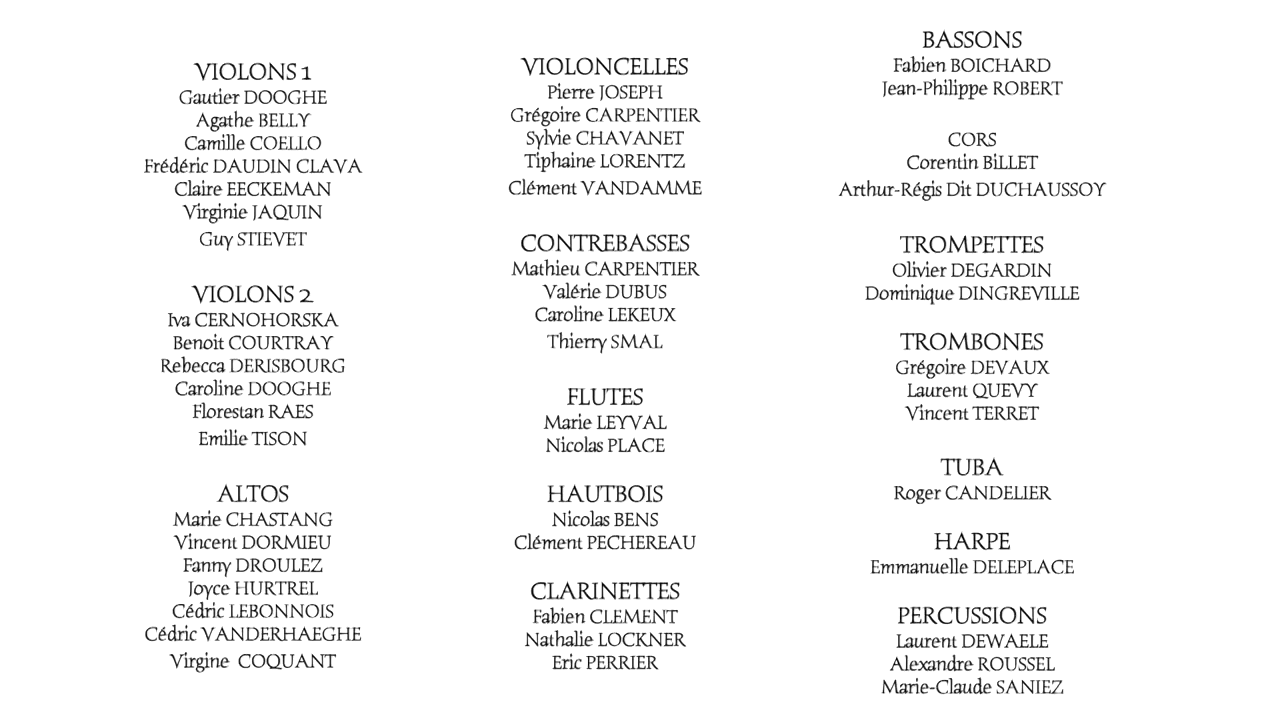 VIOLONS 1
Gautier DOOGHE
Agathe BELLY
Camille COELLO
Frédéric DAUDIN CLAVA
Claire EECKEMAN
Virginie JAQUIN
Guy STIEVET
VIOLONS 2
Iva CERNOHORSKA
Benoit COURTRAY
Rebecca DERISBOURG
Caroline DOOGHE
Florestan RAES
Emilie TISON
ALTOS
Marie CHASTANG
Vincent DORMIEU
Fanny DROULEZ
Joyce HURTREL
Cédric LEBONNOIS
Cédric VANDERHAEGHE
Virgine COQUANT
VIOLONCELLES
Pierre JOSEPH
Grégoire CARPENTIER
Sylvie CHAVANET
Tiphaine LORENTZ
Clément VANDAMME
CONTREBASSES
Mathieu CARPENTIER
Valérie DUBUS
Caroline LEKEUX
Thierry SMAL
FLUTES
Marie LEYVAL
Nicolas PLACE
HAUTBOIS
Nicolas BENS
Clément PECHEREAU
CLARINETTES
Fabien CLEMENT
Nathalie LOCKNER
Eric PERRIER
BASSONS
Fabien BOICHARD
Jean-Philippe ROBERT
CORS
Corentin BiLLET
Arthur-Régis Dit DUCHAUSSOY
TROMPETTES
Olivier DEGARDIN
Dominique DINGREVILLE
TROMBONES
Grégoire DEVAUX
Laurent QUEVY
Vincent TERRET
TUBA
Roger CANDELIER
HARPE
Emmanuelle DELEPLACE
PERCUSSIONS
Laurent DEWAELE
Alexandre ROUSSEL
Marie-Claude SANIEZ